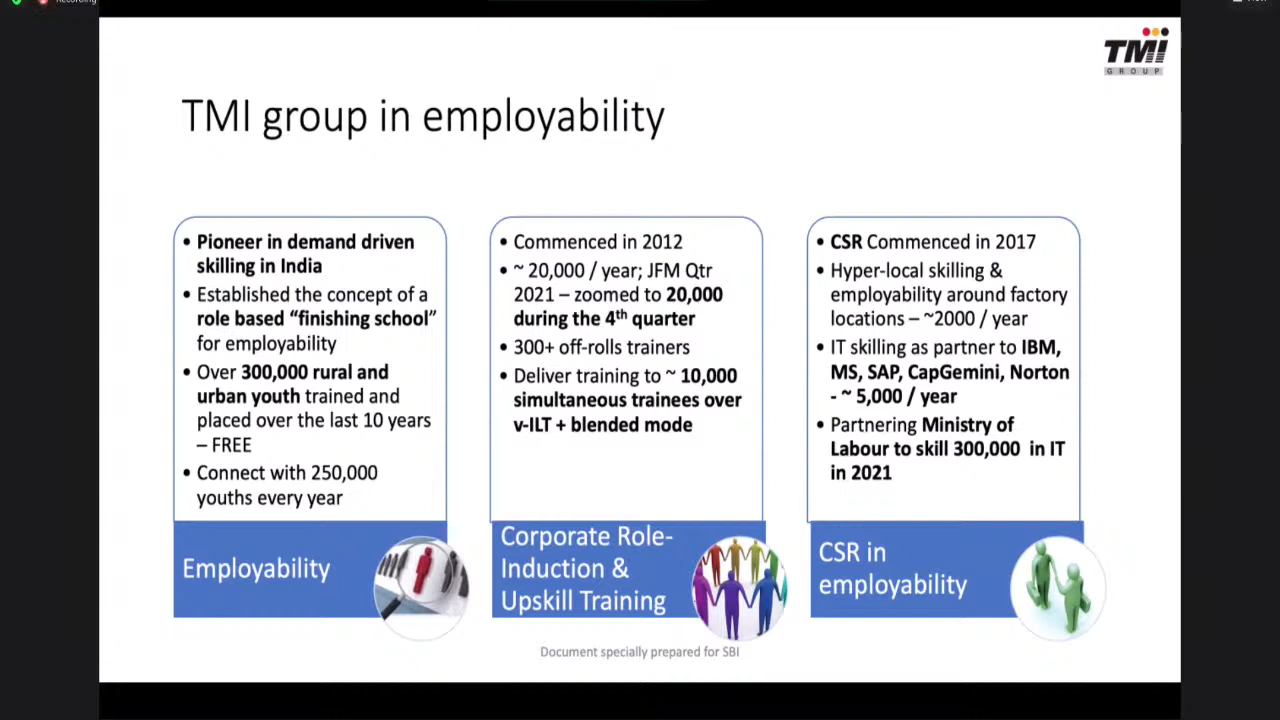 Recording
TMI
GROUP
TMI group in employability
• Pioneer in demand driven
skilling in India
• Established the concept of a
role based “finishing school”
for employability
• Over 300,000 rural and
urban youth trained and
placed over the last 10 years
– FREE
• Connect with 250,000
youths every year
Employability
• Commenced in 2012
• ~ 20,000 / year; JFM Qtr
2021 – zoomed to 20,000
during the 4th quarter
• 300+ off-rolls trainers
• Deliver training to ~ 10,000
simultaneous trainees over
v-ILT + blended mode
Corporate Role-
Induction &
Upskill Training
• CSR Commenced in 2017
• Hyper-local skilling &
employability around factory
locations – ~2000 / year
• IT skilling as partner to IBM,
MS, SAP, CapGemini, Norton
- ~ 5,000 / year
• Partnering Ministry of
Labour to skill 300,000 in IT
in 2021
CSR in
employability
Document specially prepared for SBI